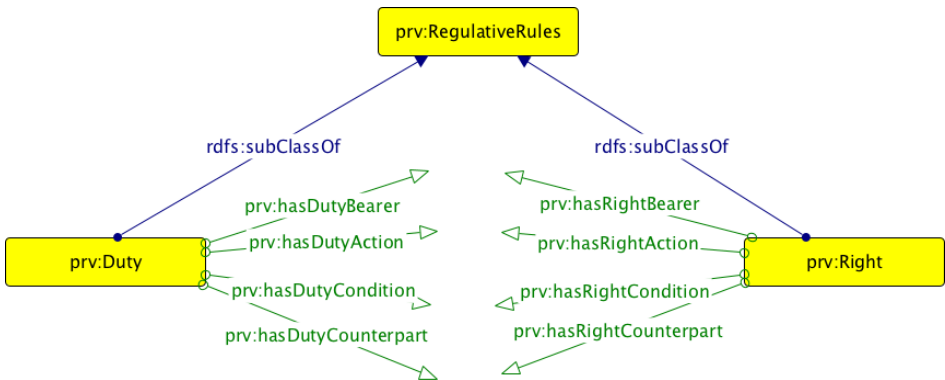 prv:RegulativeRules
rdfs:subClassOf
rdfs:subClassOf
prv:hasDutyBearer
prv:hasRightBearer
prv:hasDutyAction
prv:hasRightAction
prv:Duty
prv:Right
prv:hasDutyCondition
prv:hasRightCondition
prv:hasDutyCounterpart
prv:hasRightCounterpart